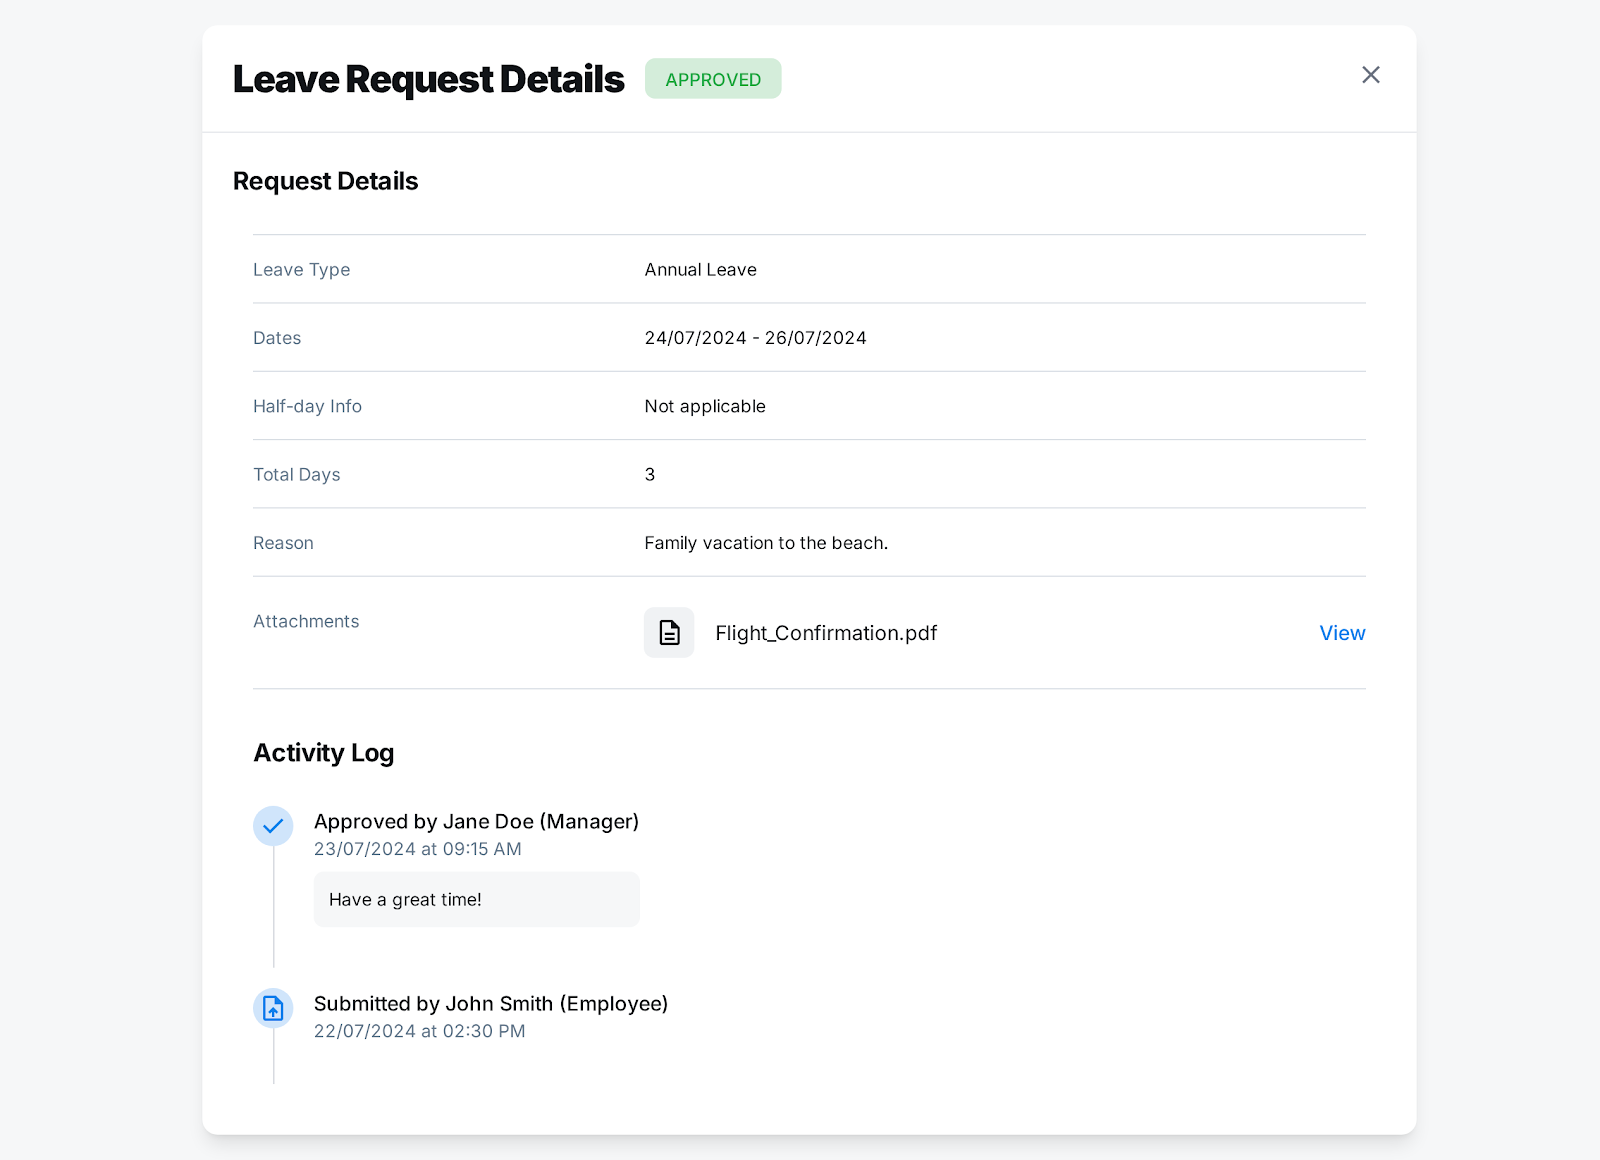 Leave Request Details APPROVED
Request Details
Leave Type Annual Leave
Dates 24/07/2024 - 26/07/2024
Half-day Info Not applicable
Total Days 3
Reason Family vacation to the beach.
Attachments Flight_Confirmation.pdf View
Activity Log
Approved by Jane Doe (Manager)
23/07/2024 at 09:15 AM
Have a great time!
Submitted by John Smith (Employee)
22/07/2024 at 02:30 PM